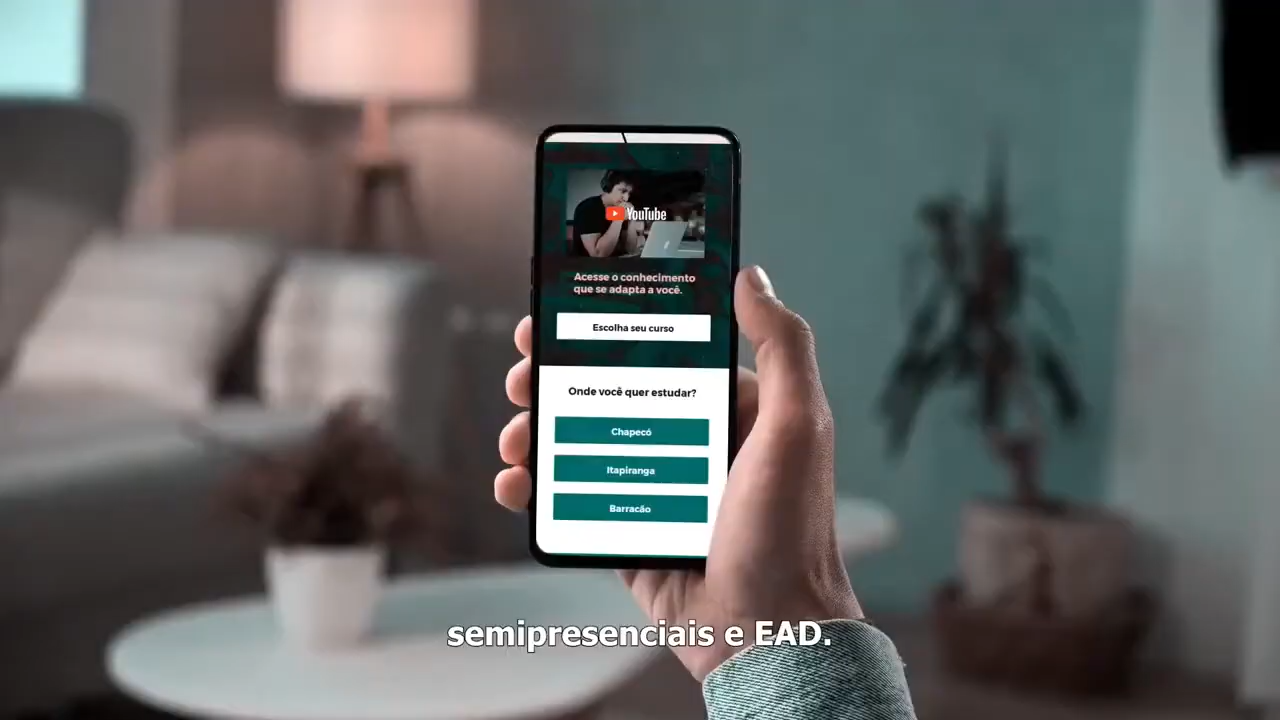 YouTube
Acesse o conhecimento
que se adapta a você.
Escolha seu curso
Onde você quer estudar?
Chapecó
Itapiranga
Barracão
semipresenciais e EAD.